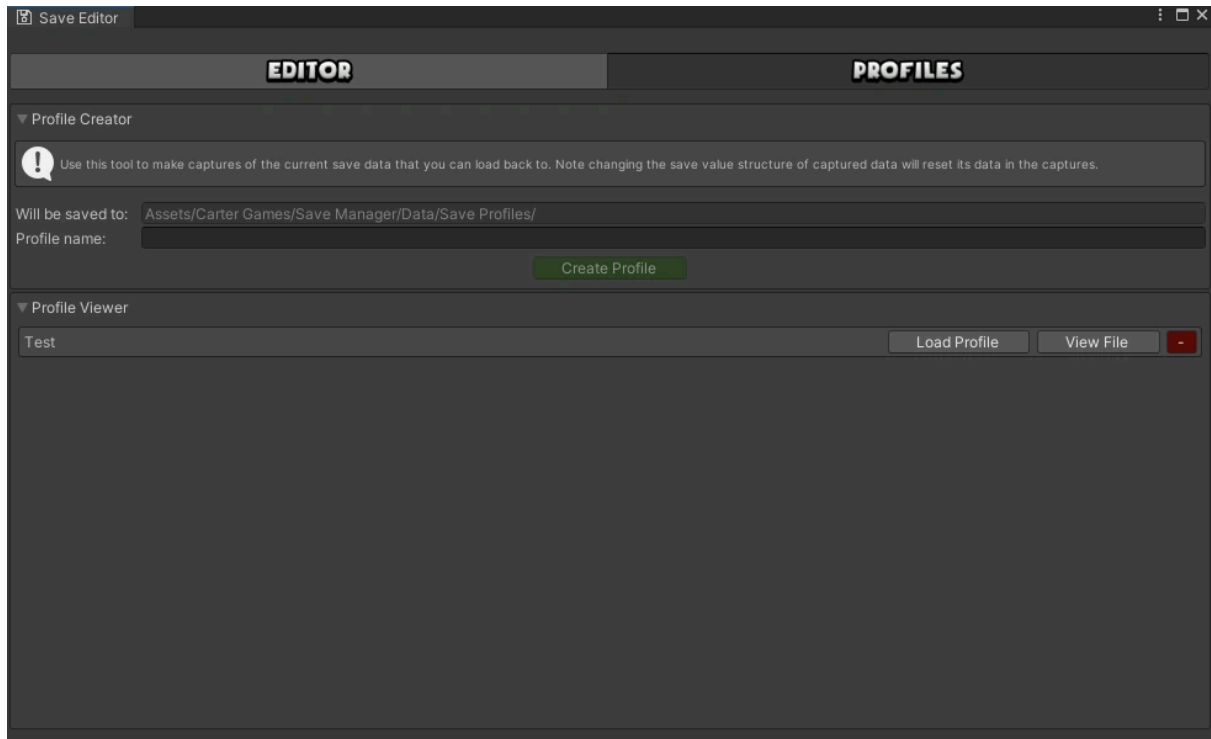 Save Editor
EDITOR
PROFILES
Profile Creator
Use this tool to make captures of the current save data that you can load back to. Note changing the save value structure of captured data will reset its data in the captures.
Will be saved to: Assets/Carter Games/Save Manager/Data/Save Profiles/
Profile name:
Create Profile
Profile Viewer
Test
Load Profile
View File
-